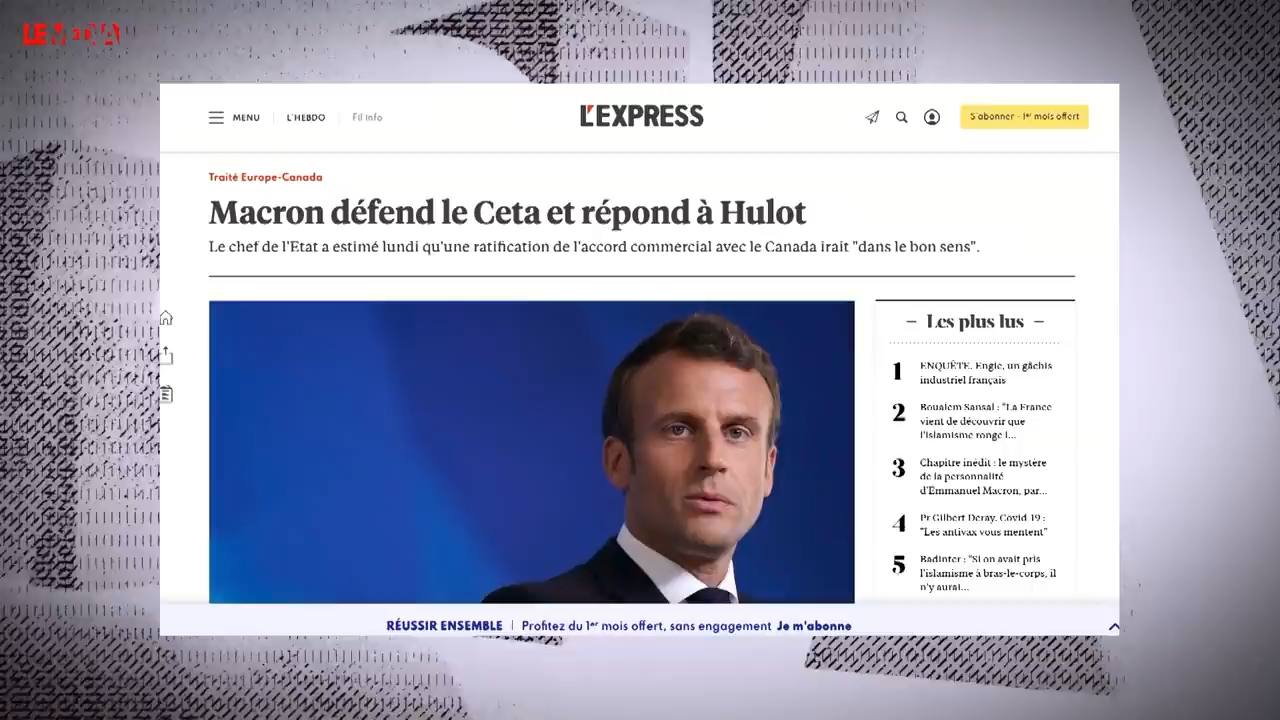 LE MEDIA
MENU
L'HEBDO
Fil Info
L'EXPRESS
S'abonner - 1er mois offert
Traité Europe-Canada
Macron défend le Ceta et répond à Hulot
Le chef de l'Etat a estimé lundi qu'une ratification de l'accord commercial avec le Canada irait "dans le bon sens".
– Les plus lus –
1 ENQUÊTE. Engie, un gâchis
industriel français
2 Boualem Sansal : "La France
vient de découvrir que
l'islamisme ronge l...
3 Chapitre inédit : le mystère
de la personnalité
d'Emmanuel Macron, par...
4 Pr Gilbert Deray. Covid-19 :
"Les antivax vous mentent"
5 Badinter : "Si on avait pris
l'islamisme à bras-le-corps, il
n'y aurai...
RÉUSSIR ENSEMBLE | Profitez du 1er mois offert, sans engagement Je m'abonne